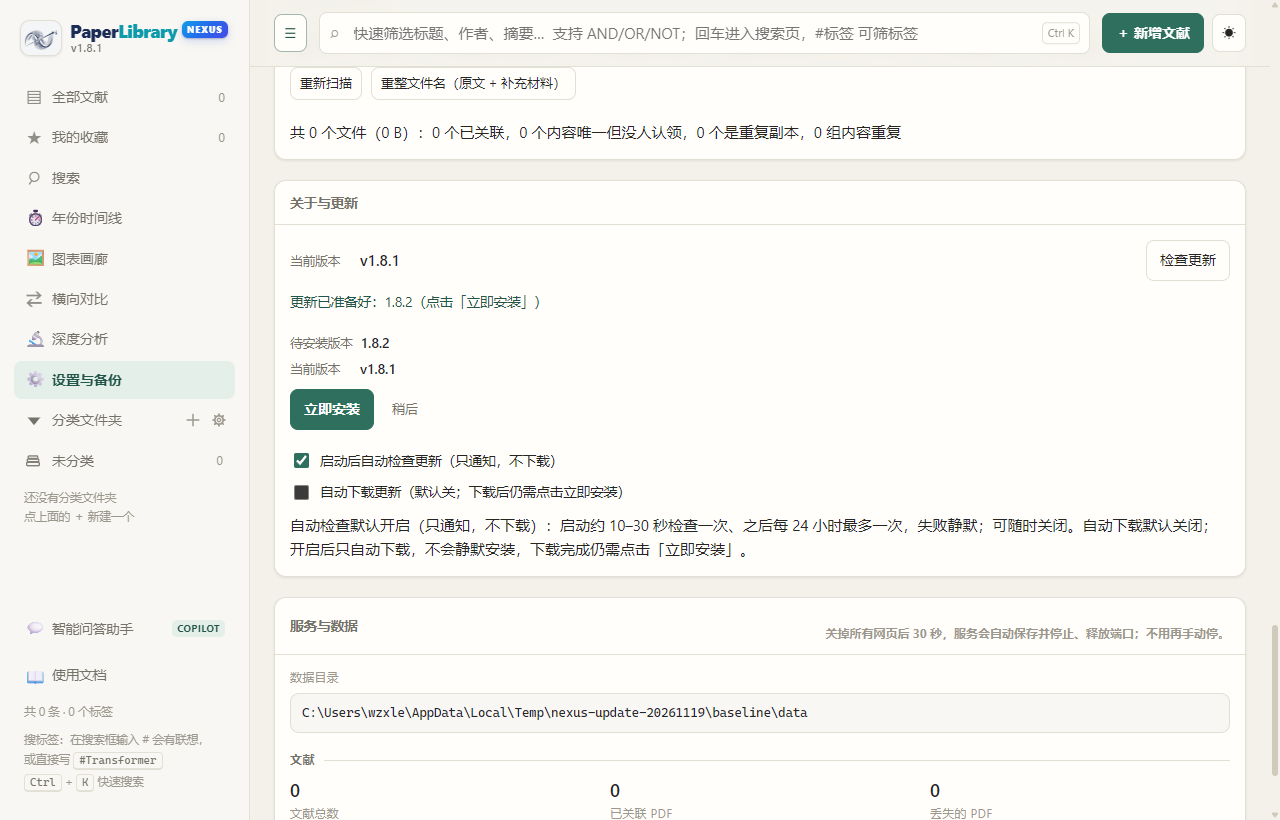 PaperLibrary NEXUS
v1.8.1
全部文献 0
我的收藏 0
搜索
年份时间线
图表画廊
横向对比
深度分析
设置与备份
分类文件夹
未分类 0
还没有分类文件夹
点上面的 + 新建一个
智能问答助手 COPILOT
使用文档
共 0 条 · 0 个标签
搜标签：在搜索框输入 # 会有联想，
或直接写 #Transformer
Ctrl + K 快速搜索
快速筛选标题、作者、摘要… 支持 AND/OR/NOT；回车进入搜索页，#标签 可筛标签 Ctrl K
+ 新增文献
重新扫描 重整文件名（原文 + 补充材料）
共 0 个文件（0 B）：0 个已关联，0 个内容唯一但没人认领，0 个是重复副本，0 组内容重复
关于与更新
当前版本 v1.8.1 检查更新
更新已准备好：1.8.2（点击「立即安装」）
待安装版本 1.8.2
当前版本 v1.8.1
立即安装 稍后
启动后自动检查更新（只通知，不下载）
自动下载更新（默认关；下载后仍需点击立即安装）
自动检查默认开启（只通知，不下载）：启动约 10–30 秒检查一次、之后每 24 小时最多一次，失败静默；可随时关闭。自动下载默认关闭；
开启后只自动下载，不会静默安装，下载完成仍需点击「立即安装」。
服务与数据 关掉所有网页后 30 秒，服务会自动保存并停止、释放端口；不用再手动停。
数据目录
C:\Users\wzxle\AppData\Local\Temp\nexus-update-20261119\baseline\data
文献
0 0 0
文献总数 已关联 PDF 丢失的 PDF